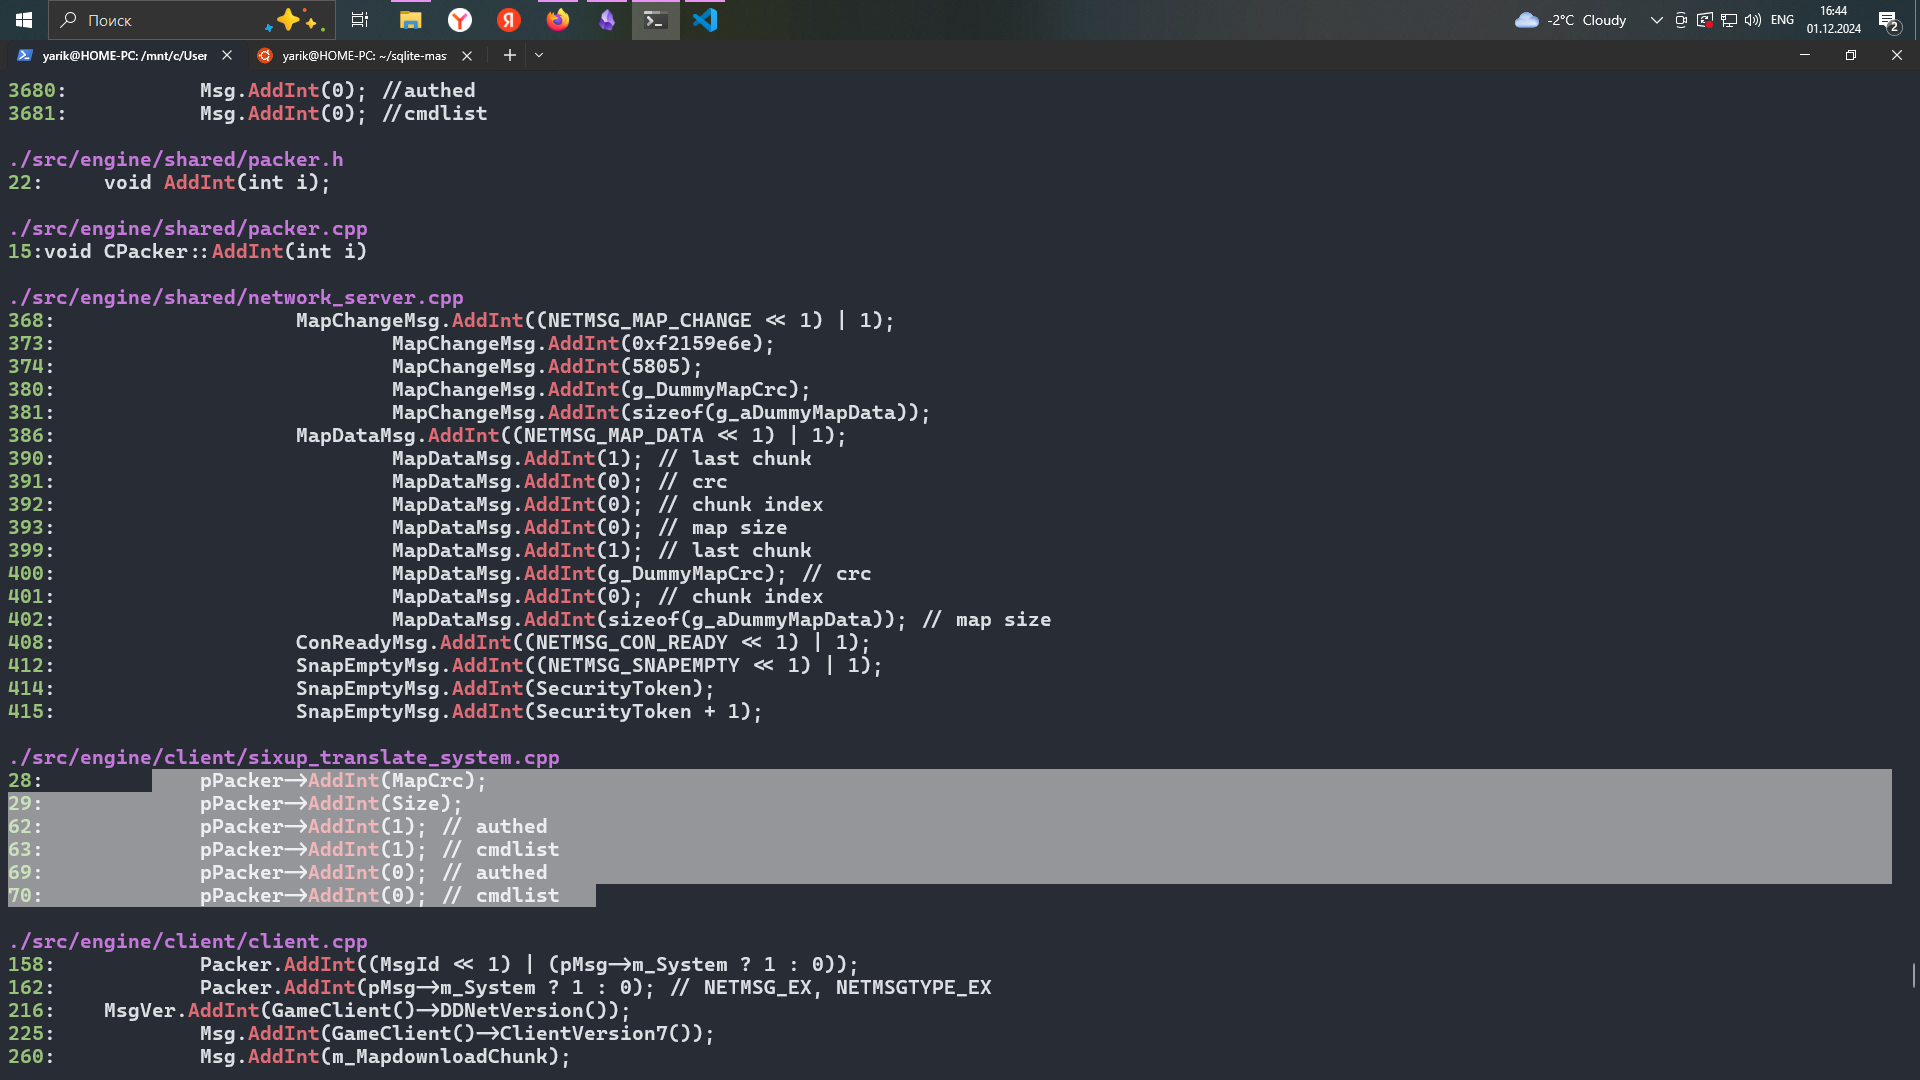 Поиск
-2°C Cloudy
ENG
16:44
01.12.2024
2
yarik@HOME-PC: /mnt/c/User
yarik@HOME-PC: ~/sqlite-mas
3680:           Msg.AddInt(0); //authed
3681:           Msg.AddInt(0); //cmdlist
./src/engine/shared/packer.h
22:     void AddInt(int i);
./src/engine/shared/packer.cpp
15:void CPacker::AddInt(int i)
./src/engine/shared/network_server.cpp
368:                    MapChangeMsg.AddInt((NETMSG_MAP_CHANGE << 1) | 1);
373:                            MapChangeMsg.AddInt(0xf2159e6e);
374:                            MapChangeMsg.AddInt(5805);
380:                            MapChangeMsg.AddInt(g_DummyMapCrc);
381:                            MapChangeMsg.AddInt(sizeof(g_aDummyMapData));
386:                    MapDataMsg.AddInt((NETMSG_MAP_DATA << 1) | 1);
390:                            MapDataMsg.AddInt(1); // last chunk
391:                            MapDataMsg.AddInt(0); // crc
392:                            MapDataMsg.AddInt(0); // chunk index
393:                            MapDataMsg.AddInt(0); // map size
399:                            MapDataMsg.AddInt(1); // last chunk
400:                            MapDataMsg.AddInt(g_DummyMapCrc); // crc
401:                            MapDataMsg.AddInt(0); // chunk index
402:                            MapDataMsg.AddInt(sizeof(g_aDummyMapData)); // map size
408:                    ConReadyMsg.AddInt((NETMSG_CON_READY << 1) | 1);
412:                    SnapEmptyMsg.AddInt((NETMSG_SNAPEMPTY << 1) | 1);
414:                    SnapEmptyMsg.AddInt(SecurityToken);
415:                    SnapEmptyMsg.AddInt(SecurityToken + 1);
./src/engine/client/sixup_translate_system.cpp
28:             pPacker->AddInt(MapCrc);
29:             pPacker->AddInt(Size);
62:             pPacker->AddInt(1); // authed
63:             pPacker->AddInt(1); // cmdlist
69:             pPacker->AddInt(0); // authed
70:             pPacker->AddInt(0); // cmdlist
./src/engine/client/client.cpp
158:            Packer.AddInt((MsgId << 1) | (pMsg->m_System ? 1 : 0));
162:            Packer.AddInt(pMsg->m_System ? 1 : 0); // NETMSG_EX, NETMSGTYPE_EX
216:    MsgVer.AddInt(GameClient()->DDNetVersion());
225:            Msg.AddInt(GameClient()->ClientVersion7());
260:            Msg.AddInt(m_MapdownloadChunk);